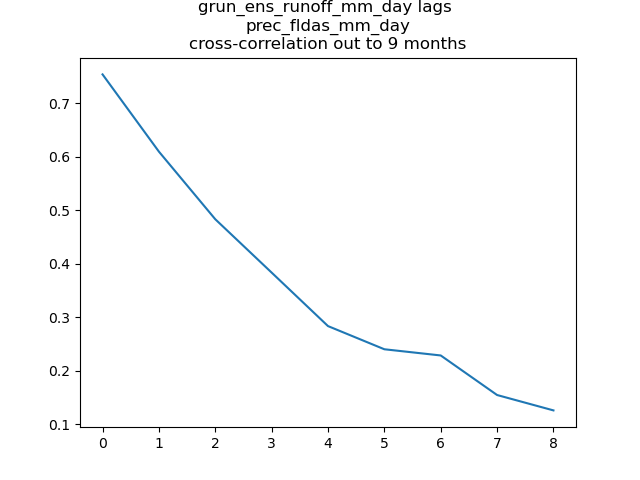 grun_ens_runoff_mm_day lags
prec_fldas_mm_day
cross-correlation out to 9 months
0.7
0.6
0.5
0.4
0.3
0.2
0.1
0 1 2 3 4 5 6 7 8